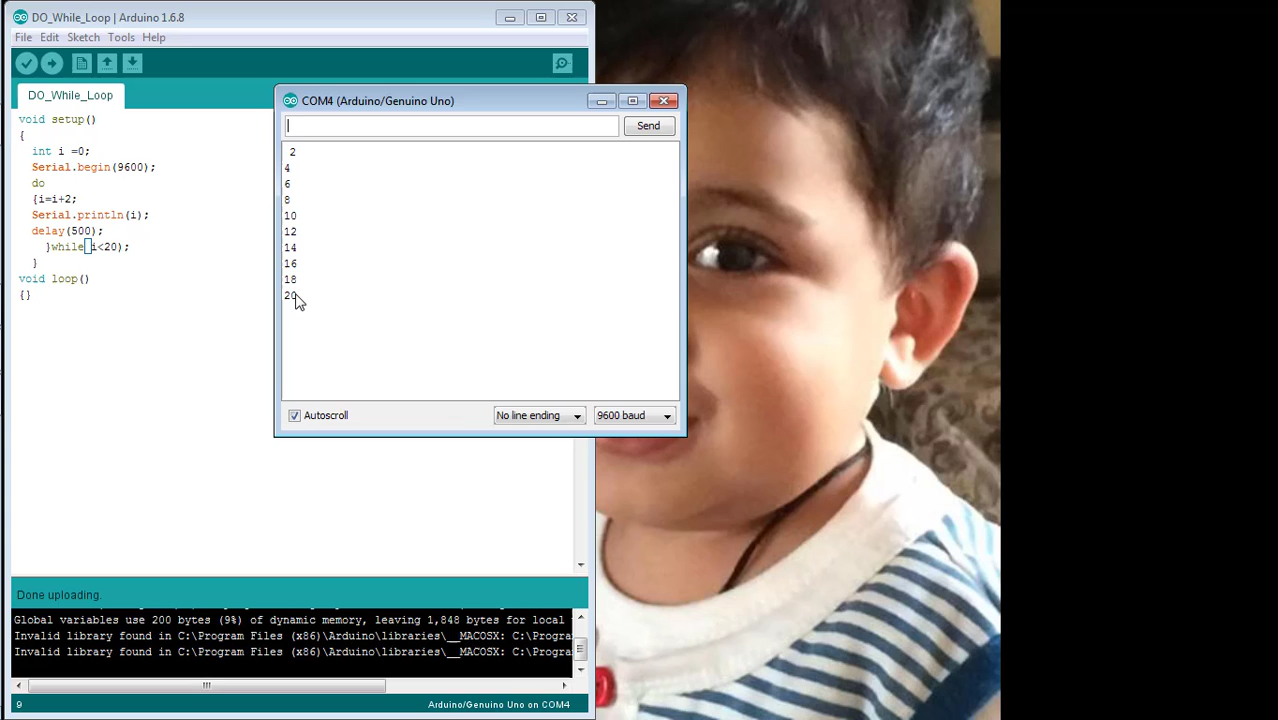 DO_While_Loop | Arduino 1.6.8
File Edit Sketch Tools Help
DO_While_Loop
void setup()
{
int i =0;
Serial.begin(9600);
do
{i=i+2;
Serial.println(i);
delay(500);
}while(i<20);
}
void loop()
{}
COM4 (Arduino/Genuino Uno)
Send
2
4
6
8
10
12
14
16
18
20
Autoscroll
No line ending
9600 baud
Done uploading.
Global variables use 200 bytes (9%) of dynamic memory, leaving 1,848 bytes for local
Invalid library found in C:\Program Files (x86)\Arduino\libraries\__MACOSX: C:\Progra
Invalid library found in C:\Program Files (x86)\Arduino\libraries\__MACOSX: C:\Progra
9
Arduino/Genuino Uno on COM4